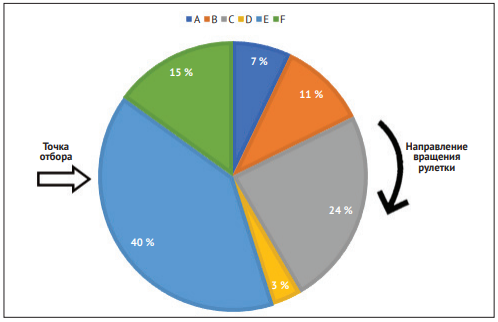 A B C D E F
7 %
15 %
11 %
Точка
отбора
Направление
вращения
рулетки
24 %
40 %
3 %